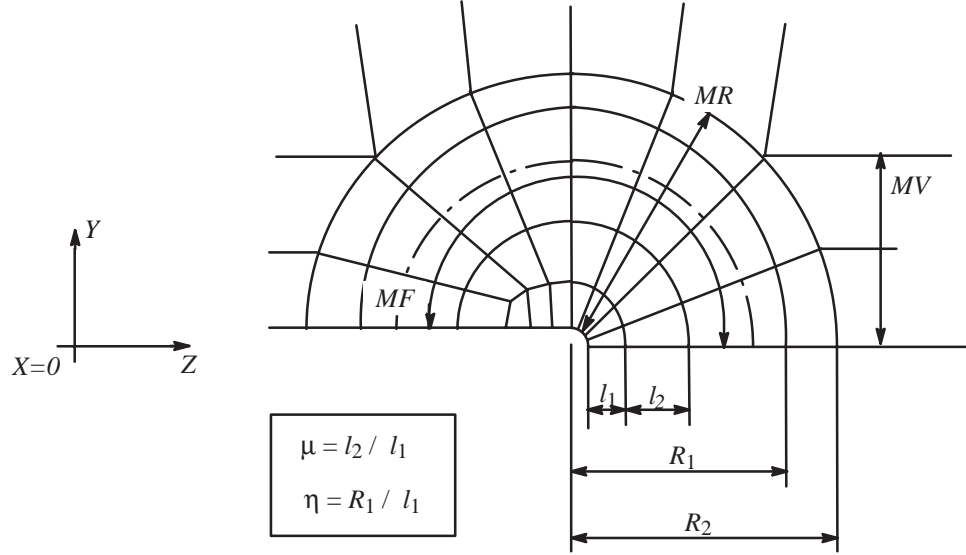 MR
MV
Y
MF
X=0
Z
l₁
l₂
μ = l₂ / l₁
R₁
η = R₁ / l₁
R₂